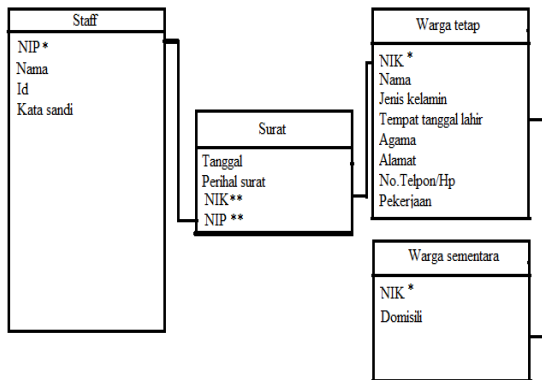 Staff
NIP *
Nama
Id
Kata sandi
Surat
Tanggal
Perihal surat
NIK**
NIP **
Warga tetap
NIK *
Nama
Jenis kelamin
Tempat tanggal lahir
Agama
Alamat
No.Telpon/Hp
Pekerjaan
Warga sementara
NIK *
Domisili